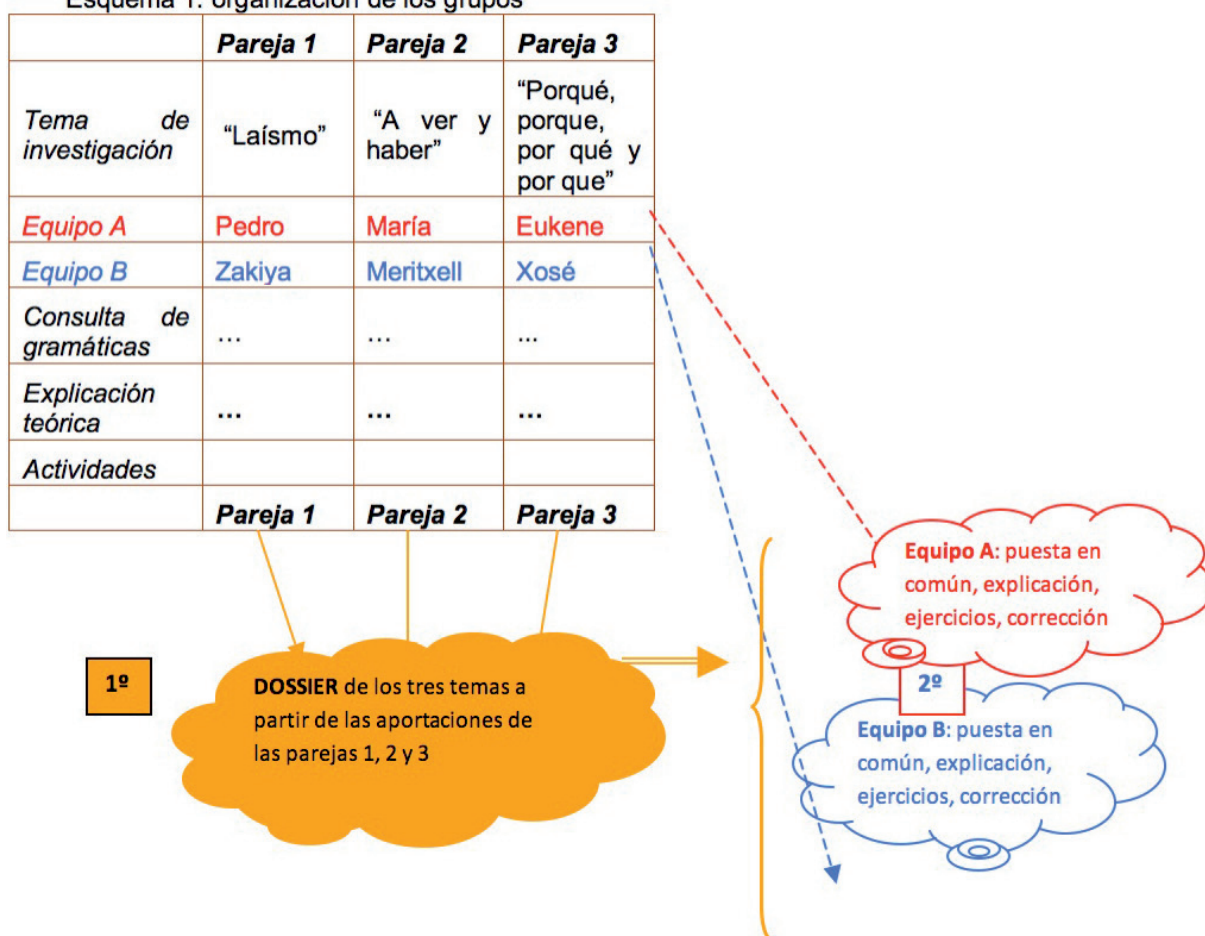 Esquema 1: organización de los grupos
Pareja 1 Pareja 2 Pareja 3
Tema de investigación “Laísmo” “A ver y haber” “Porqué, porque, por qué y por que”
Equipo A Pedro María Eukene
Equipo B Zakiya Meritxell Xosé
Consulta de gramáticas … … ...
Explicación teórica … … …
Actividades
Pareja 1 Pareja 2 Pareja 3
1º
DOSSIER de los tres temas a
partir de las aportaciones de
las parejas 1, 2 y 3
Equipo A: puesta en
común, explicación,
ejercicios, corrección
2º
Equipo B: puesta en
común, explicación,
ejercicios, corrección